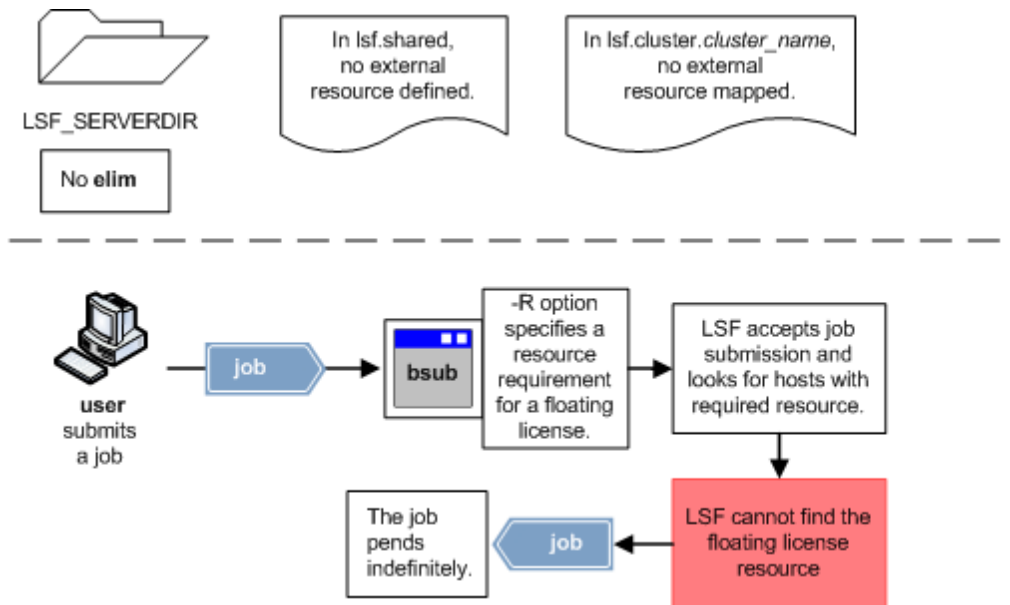 In lsf.shared,
no external
resource defined.
In lsf.cluster.cluster_name,
no external
resource mapped.
LSF_SERVERDIR
No elim
user
submits
a job
job
bsub
-R option
specifies a
resource
requirement
for a floating
license.
LSF accepts job
submission and
looks for hosts with
required resource.
LSF cannot find the
floating license
resource
job
The job
pends
indefinitely.